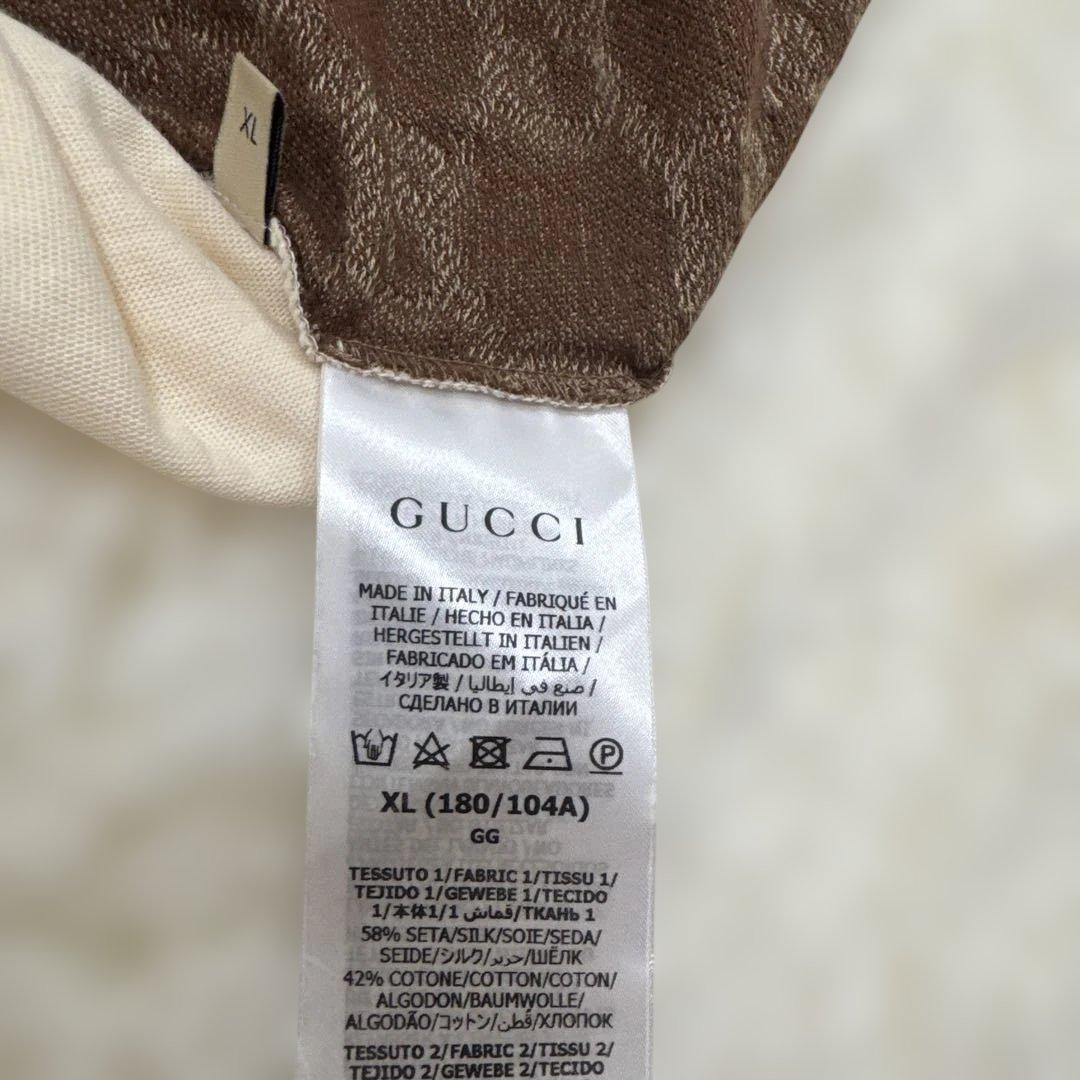 XL
GUCCI
MADE IN ITALY / FABRIQUÉ EN
ITALIE / HECHO EN ITALIA /
HERGESTELLT IN ITALIEN /
FABRICADO EM ITÁLIA /
イタリア製 / صنع في إيطاليا /
СДЕЛАНО В ИТАЛИИ
P
XL (180/104A)
GG
TESSUTO 1/FABRIC 1/TISSU 1/
TEJIDO 1/GEWEBE 1/TECIDO
1/本体1/1 قماش/ТКАНЬ 1
58% SETA/SILK/SOIE/SEDA/
SEIDE/シルク/حرير/ШЁЛК
42% COTONE/COTTON/COTON/
ALGODON/BAUMWOLLE/
ALGODÃO/コットン/قطن/ХЛОПОК
TESSUTO 2/FABRIC 2/TISSU 2/
TEJIDO 2/GEWEBE 2/TECIDO